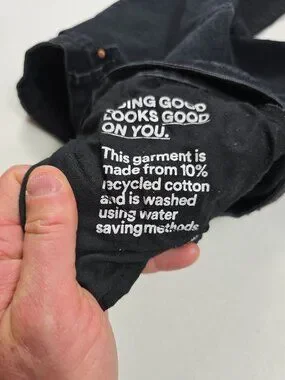 DOING GOOD
LOOKS GOOD
ON YOU.
This garment is
made from 10%
recycled cotton
and is washed
using water
saving methods